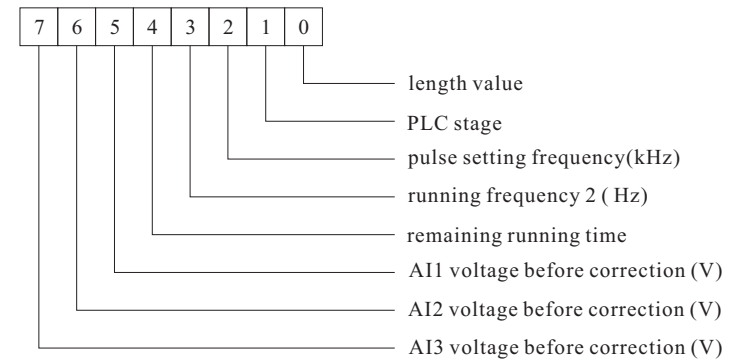 7 6 5 4 3 2 1 0
length value
PLC stage
pulse setting frequency(kHz)
running frequency 2 ( Hz)
remaining running time
AI1 voltage before correction (V)
AI2 voltage before correction (V)
AI3 voltage before correction (V)